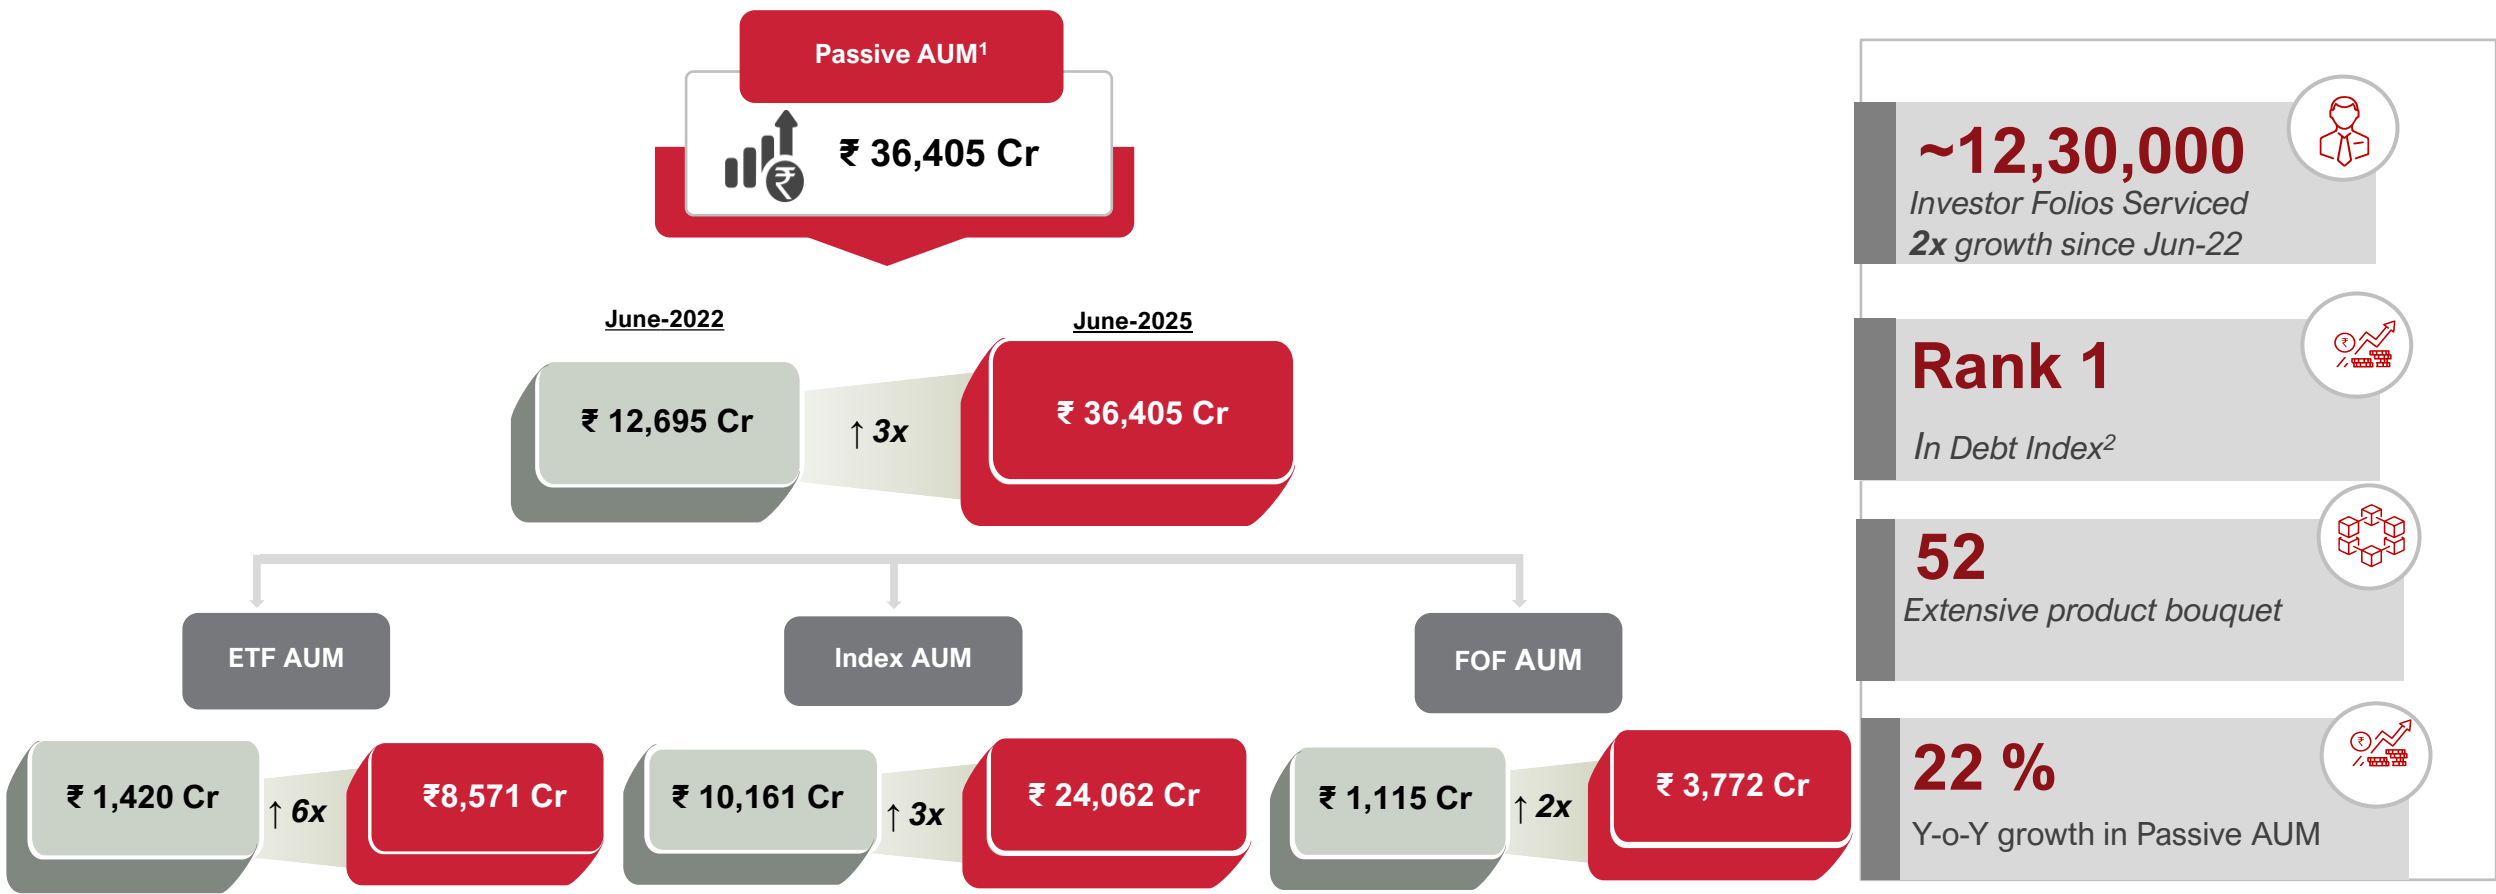 Passive AUM¹
₹ 36,405 Cr
June-2022
June-2025
₹ 12,695 Cr
↑ 3x
₹ 36,405 Cr
ETF AUM
Index AUM
FOF AUM
₹ 1,420 Cr
↑ 6x
₹8,571 Cr
₹ 10,161 Cr
↑ 3x
₹ 24,062 Cr
₹ 1,115 Cr
↑ 2x
₹ 3,772 Cr
~12,30,000
Investor Folios Serviced
2x growth since Jun-22
Rank 1
In Debt Index²
52
Extensive product bouquet
22 %
Y-o-Y growth in Passive AUM